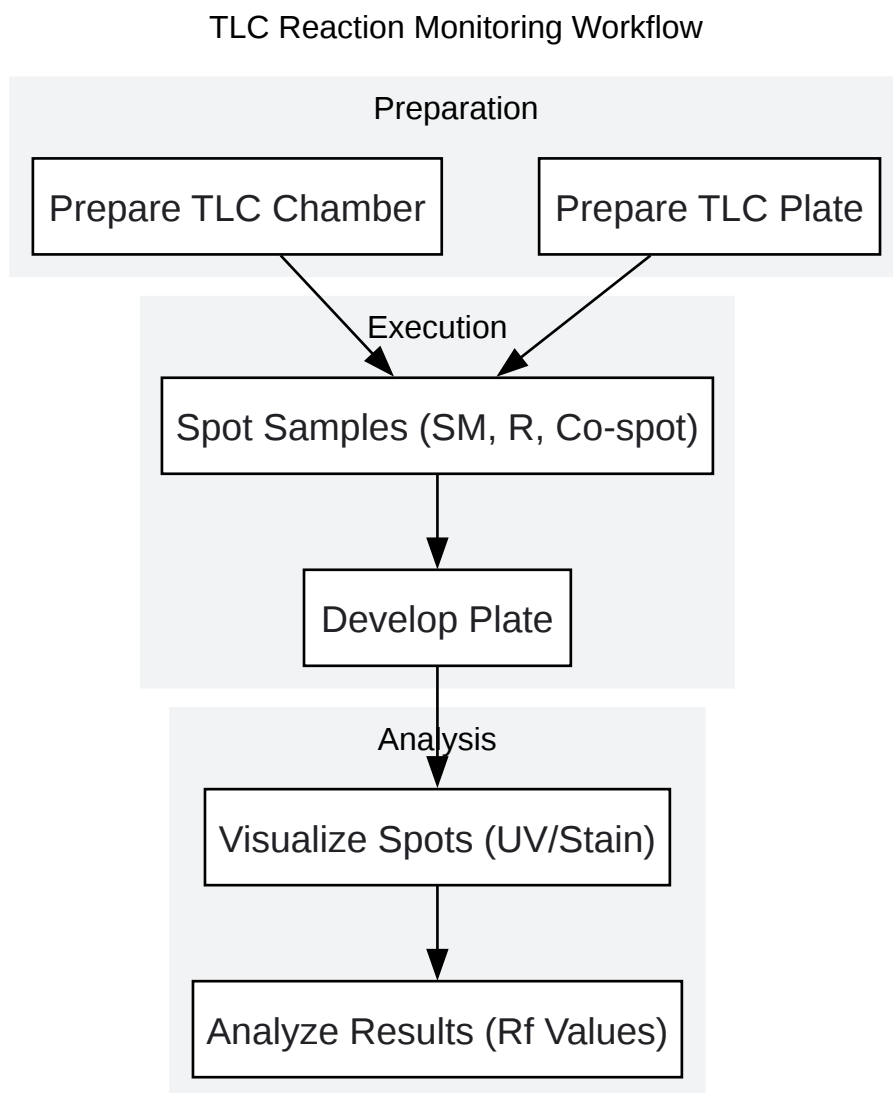 TLC Reaction Monitoring Workflow
Preparation
Prepare TLC Chamber
Prepare TLC Plate
Execution
Spot Samples (SM, R, Co-spot)
Develop Plate
Analysis
Visualize Spots (UV/Stain)
Analyze Results (Rf Values)